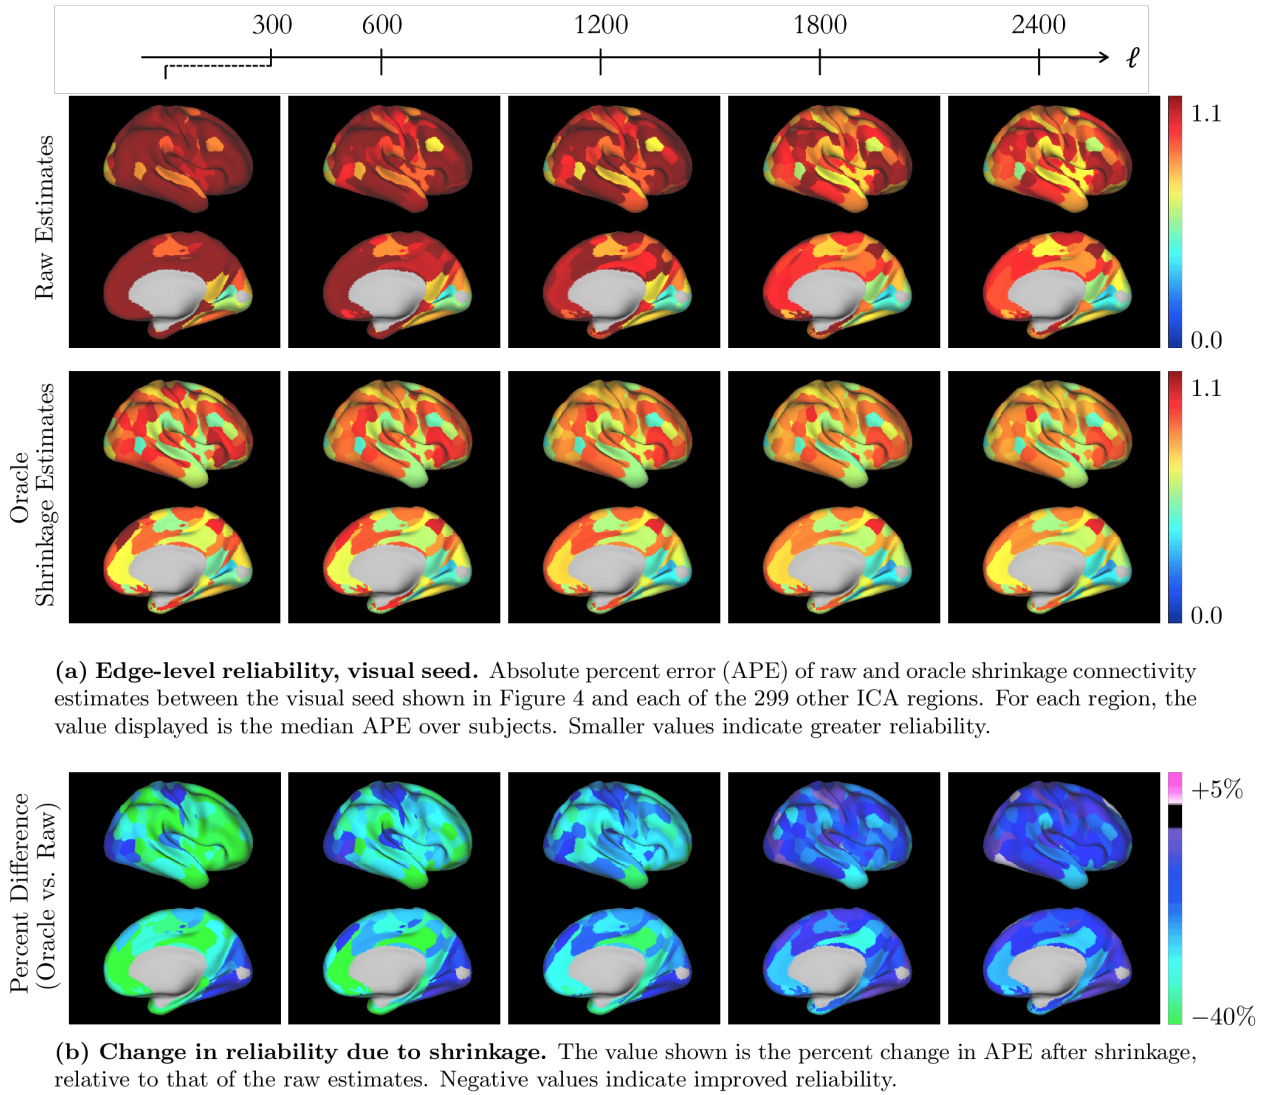 300 600 1200 1800 2400
ℓ
Raw Estimates
1.1
0.0
Oracle
Shrinkage Estimates
1.1
0.0
(a) Edge-level reliability, visual seed. Absolute percent error (APE) of raw and oracle shrinkage connectivity
estimates between the visual seed shown in Figure 4 and each of the 299 other ICA regions. For each region, the
value displayed is the median APE over subjects. Smaller values indicate greater reliability.
Percent Difference
(Oracle vs. Raw)
+5%
−40%
(b) Change in reliability due to shrinkage. The value shown is the percent change in APE after shrinkage,
relative to that of the raw estimates. Negative values indicate improved reliability.